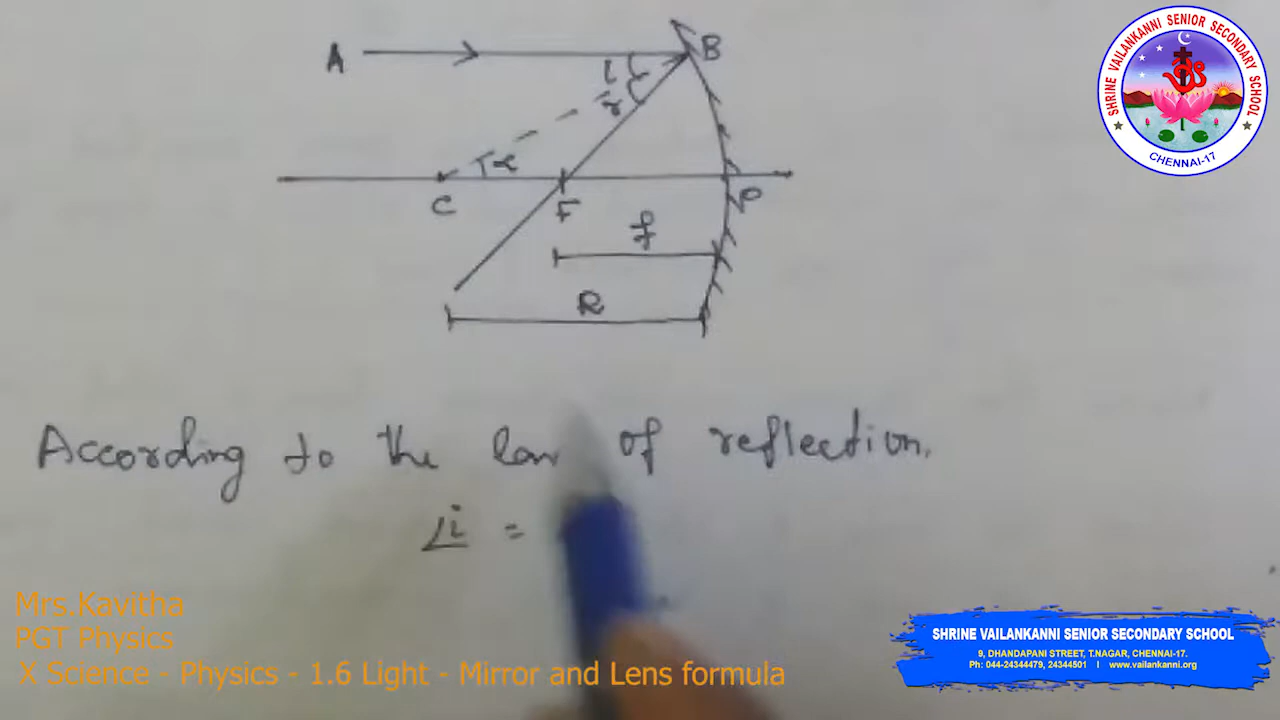 A
B
i
r
α
C
F
P
f
R
According to the law of reflection.
∠i =
Mrs.Kavitha
PGT Physics
X Science - Physics - 1.6 Light - Mirror and Lens formula
SHRINE VAILANKANNI SENIOR SECONDARY SCHOOL
CHENNAI-17
SHRINE VAILANKANNI SENIOR SECONDARY SCHOOL
9, DHANDAPANI STREET, T.NAGAR, CHENNAI-17.
Ph: 044-24344479, 24344501 I www.vailankanni.org